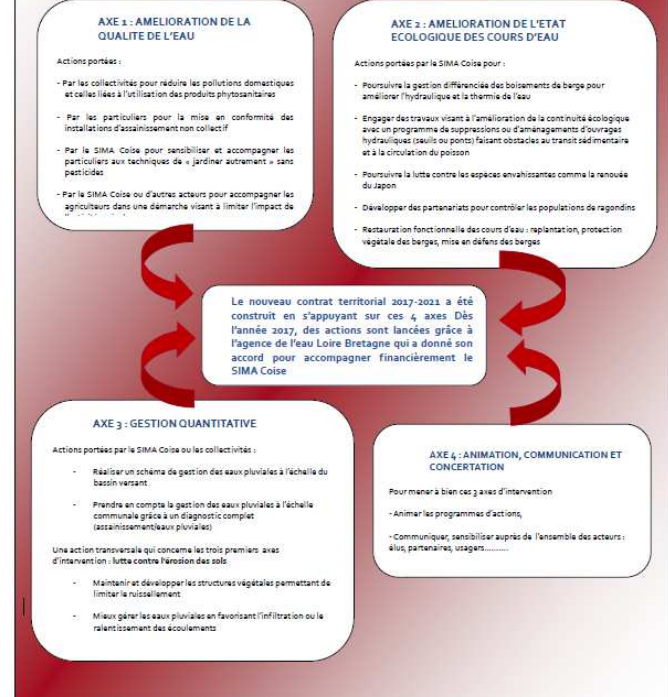 AXE 1 : AMELIORATION DE LA
QUALITE DE L'EAU
Actions portées :
- Par les collectivités pour réduire les pollutions domestiques
et celles liées à l'utilisation des produits phytosanitaires
- Par les particuliers pour la mise en conformité des
installations d'assainissement non collectif
- Par le SIMA Coise pour sensibiliser et accompagner les
particuliers aux techniques de « jardiner autrement » sans
pesticides
- Par le SIMA Coise ou d'autres acteurs pour accompagner les
agriculteurs dans une démarche visant à limiter l'impact de
AXE 2 : AMELIORATION DE L'ETAT
ECOLOGIQUE DES COURS D'EAU
Actions portées par le SIMA Coise pour :
- Poursuivre la gestion différenciée des boisements de berge pour
améliorer l'hydraulique et la thermie de l'eau
- Engager des travaux visant à l'amélioration de la continuité écologique
avec un programme de suppressions ou d'aménagements d'ouvrages
hydrauliques (seuils ou ponts) faisant obstacles au transit sédimentaire
et à la circulation du poisson
- Poursuivre la lutte contre les espèces envahissantes comme la renouée
du Japon
- Développer des partenariats pour contrôler les populations de ragondins
- Restauration fonctionnelle des cours d'eau : replantation, protection
végétale des berges, mise en défens des berges
Le nouveau contrat territorial 2017-2021 a été
construit en s'appuyant sur ces 4 axes Dès
l'année 2017, des actions sont lancées grâce à
l'agence de l'eau Loire Bretagne qui a donné son
accord pour accompagner financièrement le
SIMA Coise
AXE 3 : GESTION QUANTITATIVE
Actions portées par le SIMA Coise ou les collectivités :
- Réaliser un schéma de gestion des eaux pluviales à l'échelle du
bassin versant
- Prendre en compte la gestion des eaux pluviales à l'échelle
communale grâce à un diagnostic complet
(assainissement/eaux pluviales)
Une action transversale qui concerne les trois premiers axes
d'intervention : lutte contre l'érosion des sols
- Maintenir et développer les structures végétales permettant de
limiter le ruissellement
- Mieux gérer les eaux pluviales en favorisant l'infiltration ou le
ralentissement des écoulements
AXE 4 : ANIMATION, COMMUNICATION ET
CONCERTATION
Pour mener à bien ces 3 axes d'intervention
- Animer les programmes d'actions,
- Communiquer, sensibiliser auprès de l'ensemble des acteurs :
élus, partenaires, usagers..........